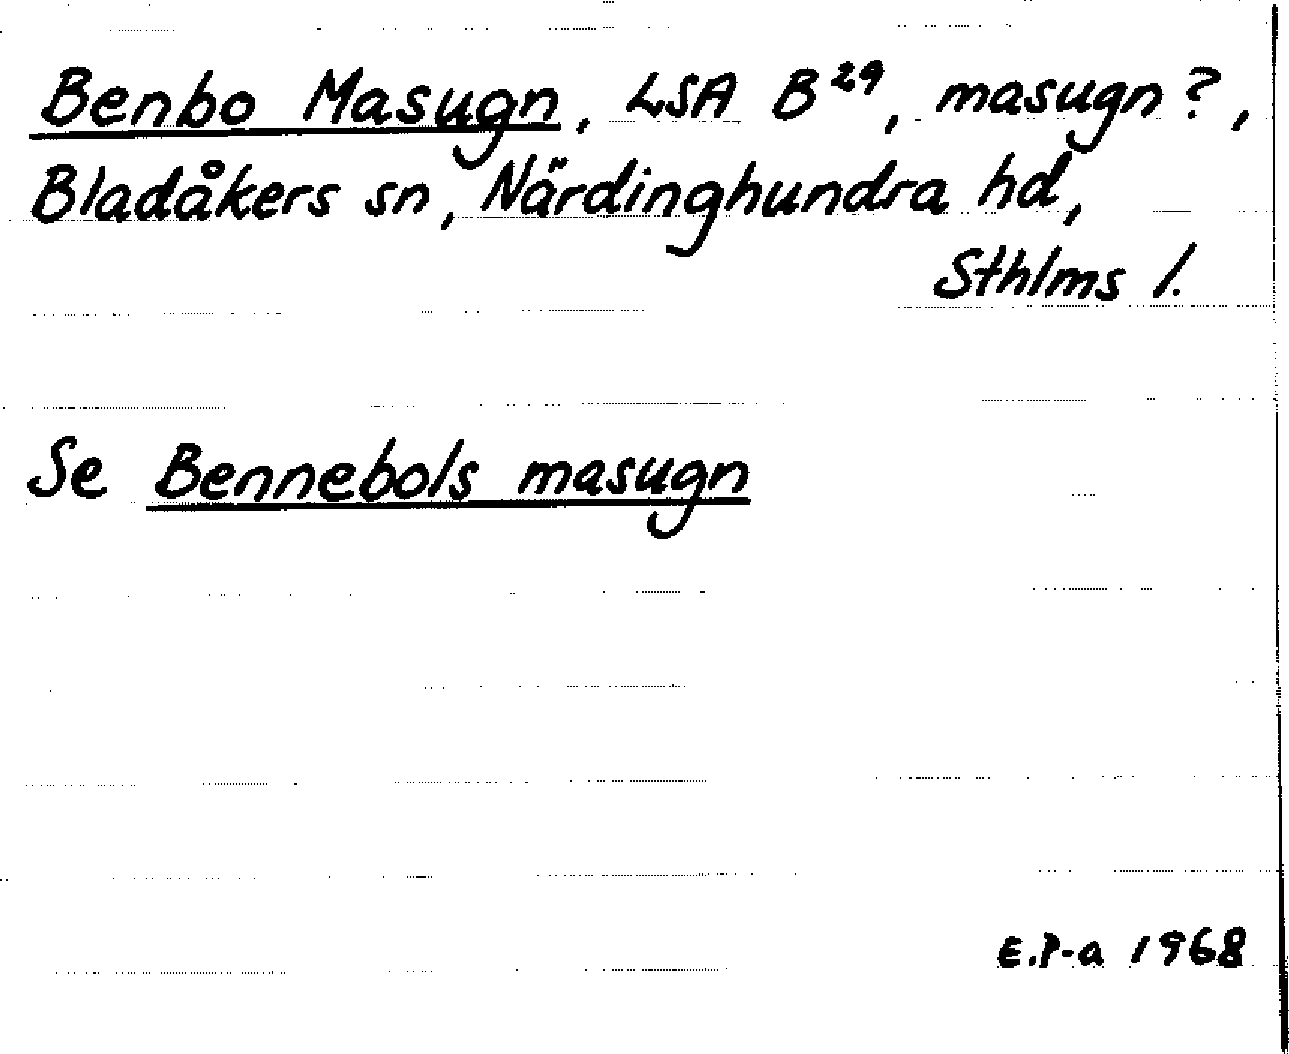 Benbo Masugn, LSA B²⁹, masugn?,
Bladåkers sn, Närdinghundra hd,
Sthlms l.
Se Bennebols masugn
E.P-a 1968